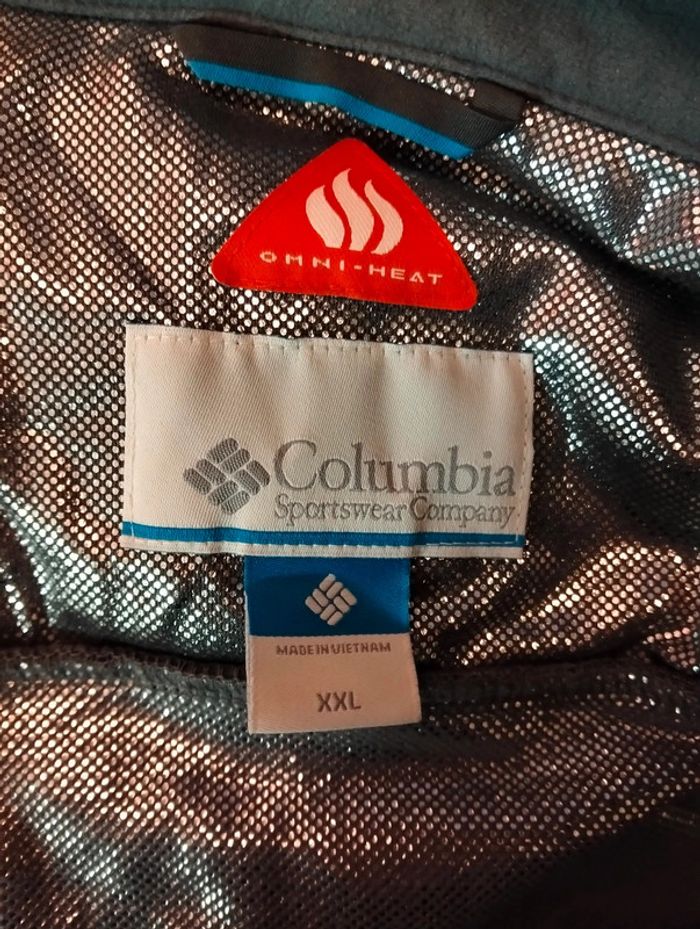 OMNI-HEAT
Columbia
Sportswear Company
MADE IN VIETNAM
XXL